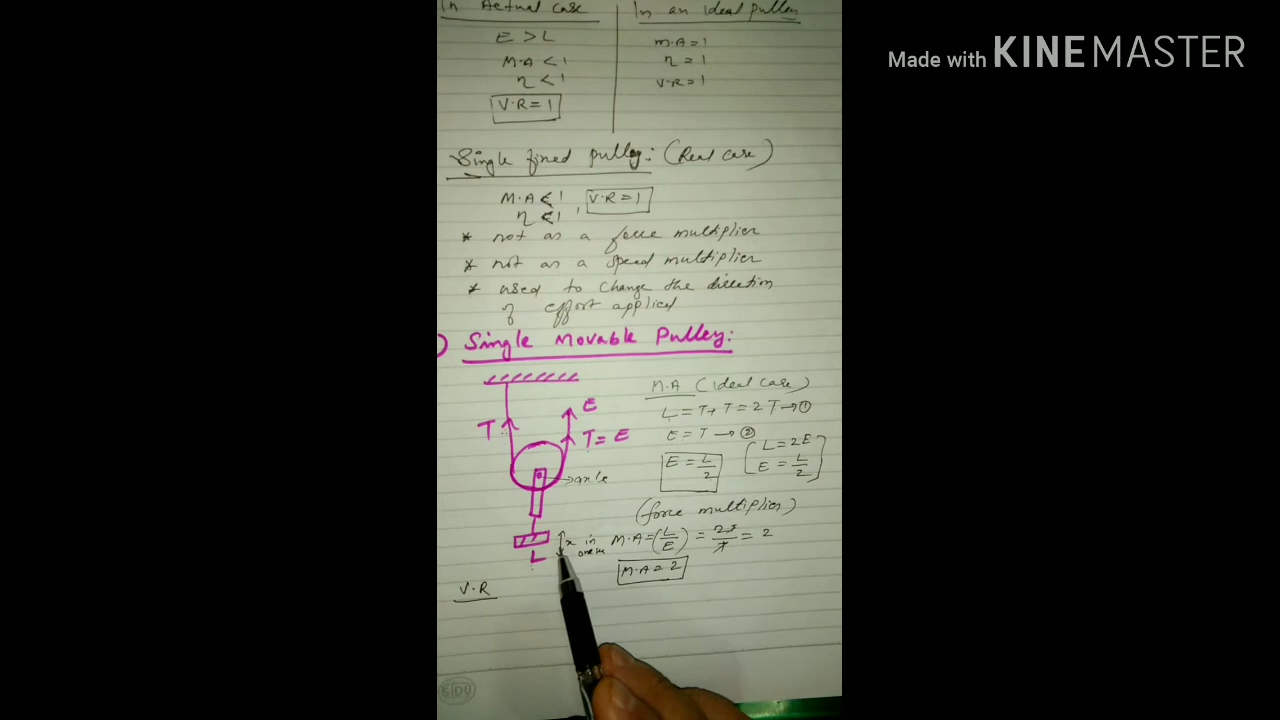 In Actual case
In an ideal pulley
E > L
M.A < 1
η < 1
V.R = 1
M.A = 1
η = 1
V.R = 1
Made with KINEMASTER
Single fixed pulley: (Real case)
M.A < 1, V.R = 1
η < 1
* not as a force multiplier
* not as a speed multiplier
* used to change the direction
of effort applied
Single Movable Pulley:
T
E
T = E
axle
L
x in
M.A (ideal case)
L = T + T = 2T → ①
E = T → ②
E = L/2
L = 2E
E = L/2
(force multiplier)
M.A = (L/E) = 2T/T = 2
M.A = 2
V.R